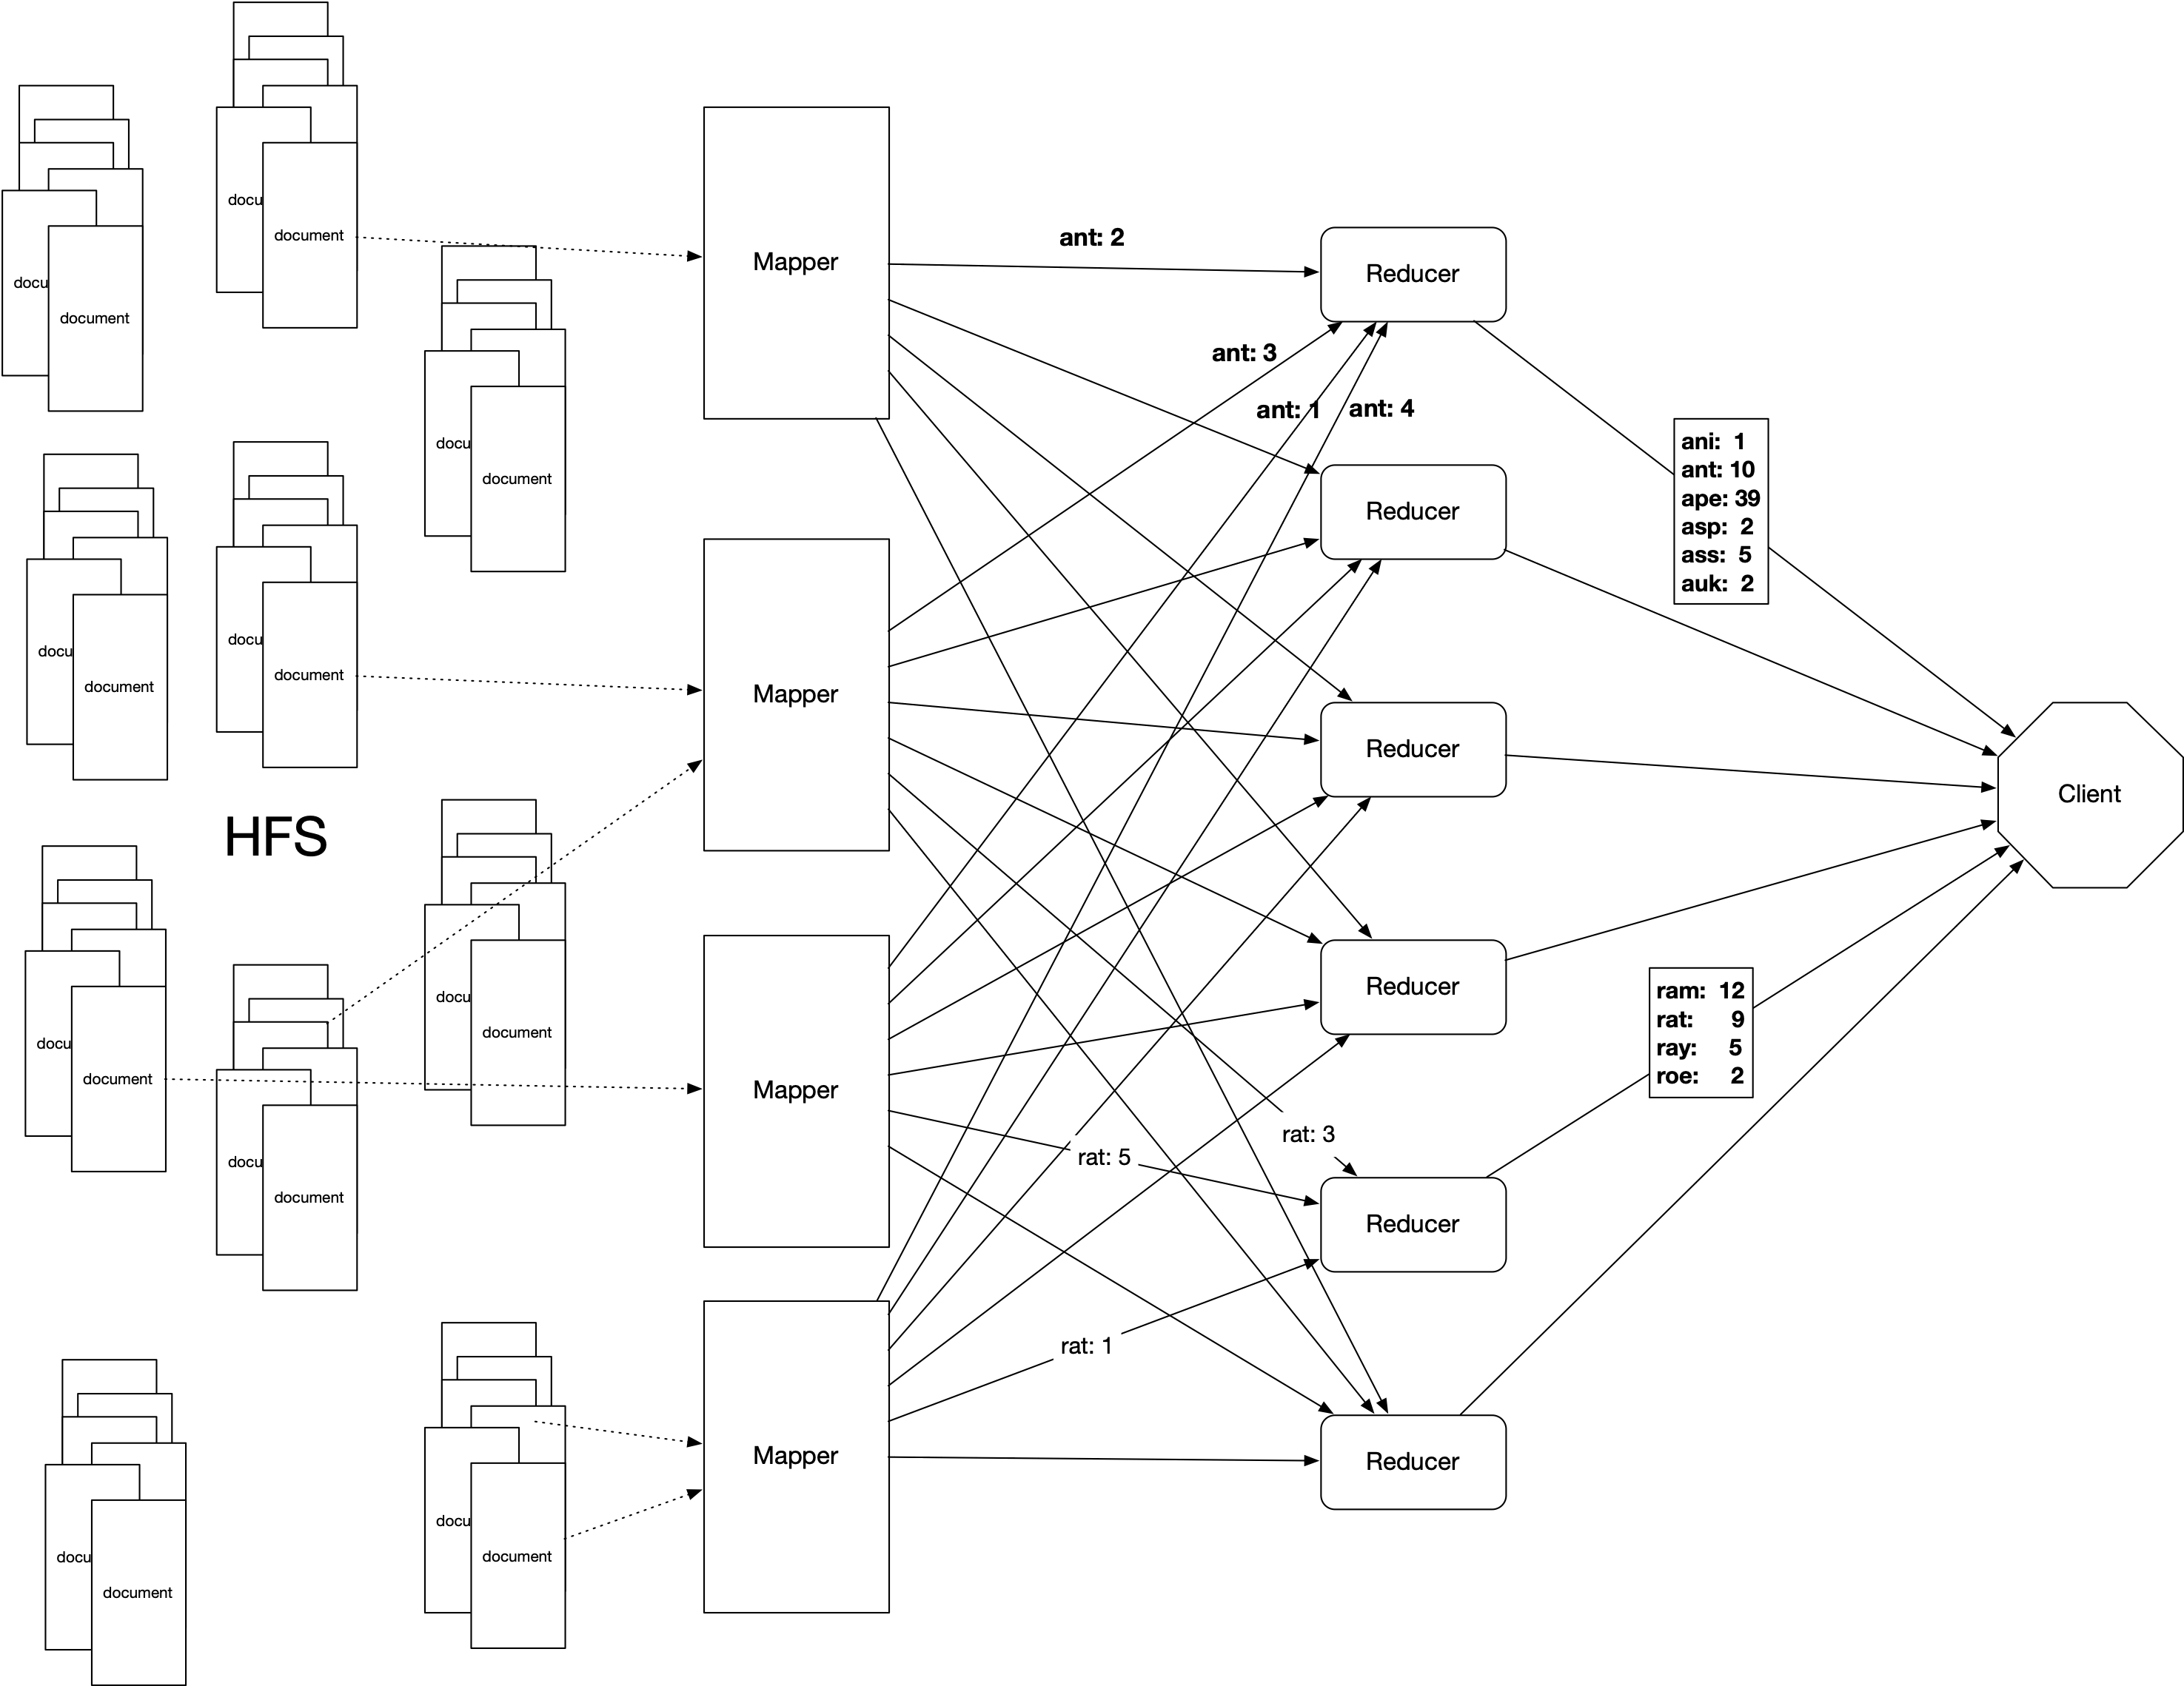 docu
document
docu
document
docu
document
docu
document
docu
document
docu
document
HFS
docu
document
docu
document
docu
document
docu
document
docu
document
Mapper
Mapper
Mapper
Mapper
ant: 2
ant: 3
ant: 1
ant: 4
rat: 3
rat: 5
rat: 1
Reducer
Reducer
Reducer
Reducer
Reducer
Reducer
ani: 1
ant: 10
ape: 39
asp: 2
ass: 5
auk: 2
ram: 12
rat: 9
ray: 5
roe: 2
Client